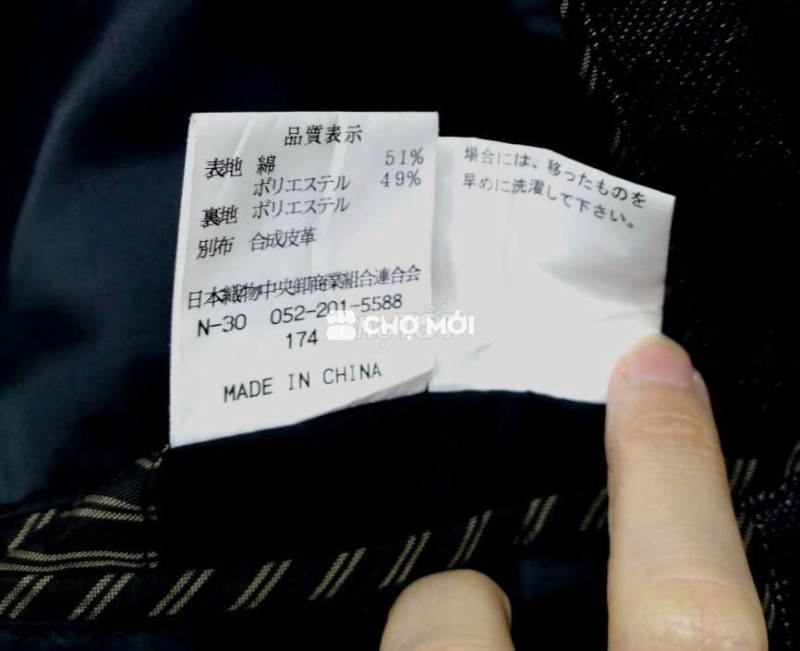 品質表示
表地 綿 51%
ポリエステル 49%
裏地 ポリエステル
別布 合成皮革
日本織物中央卸商業組合連合会
N-30 052-201-5588
174
MADE IN CHINA
場合には、移ったものを
早めに洗濯して下さい。
CHỢ MỚI